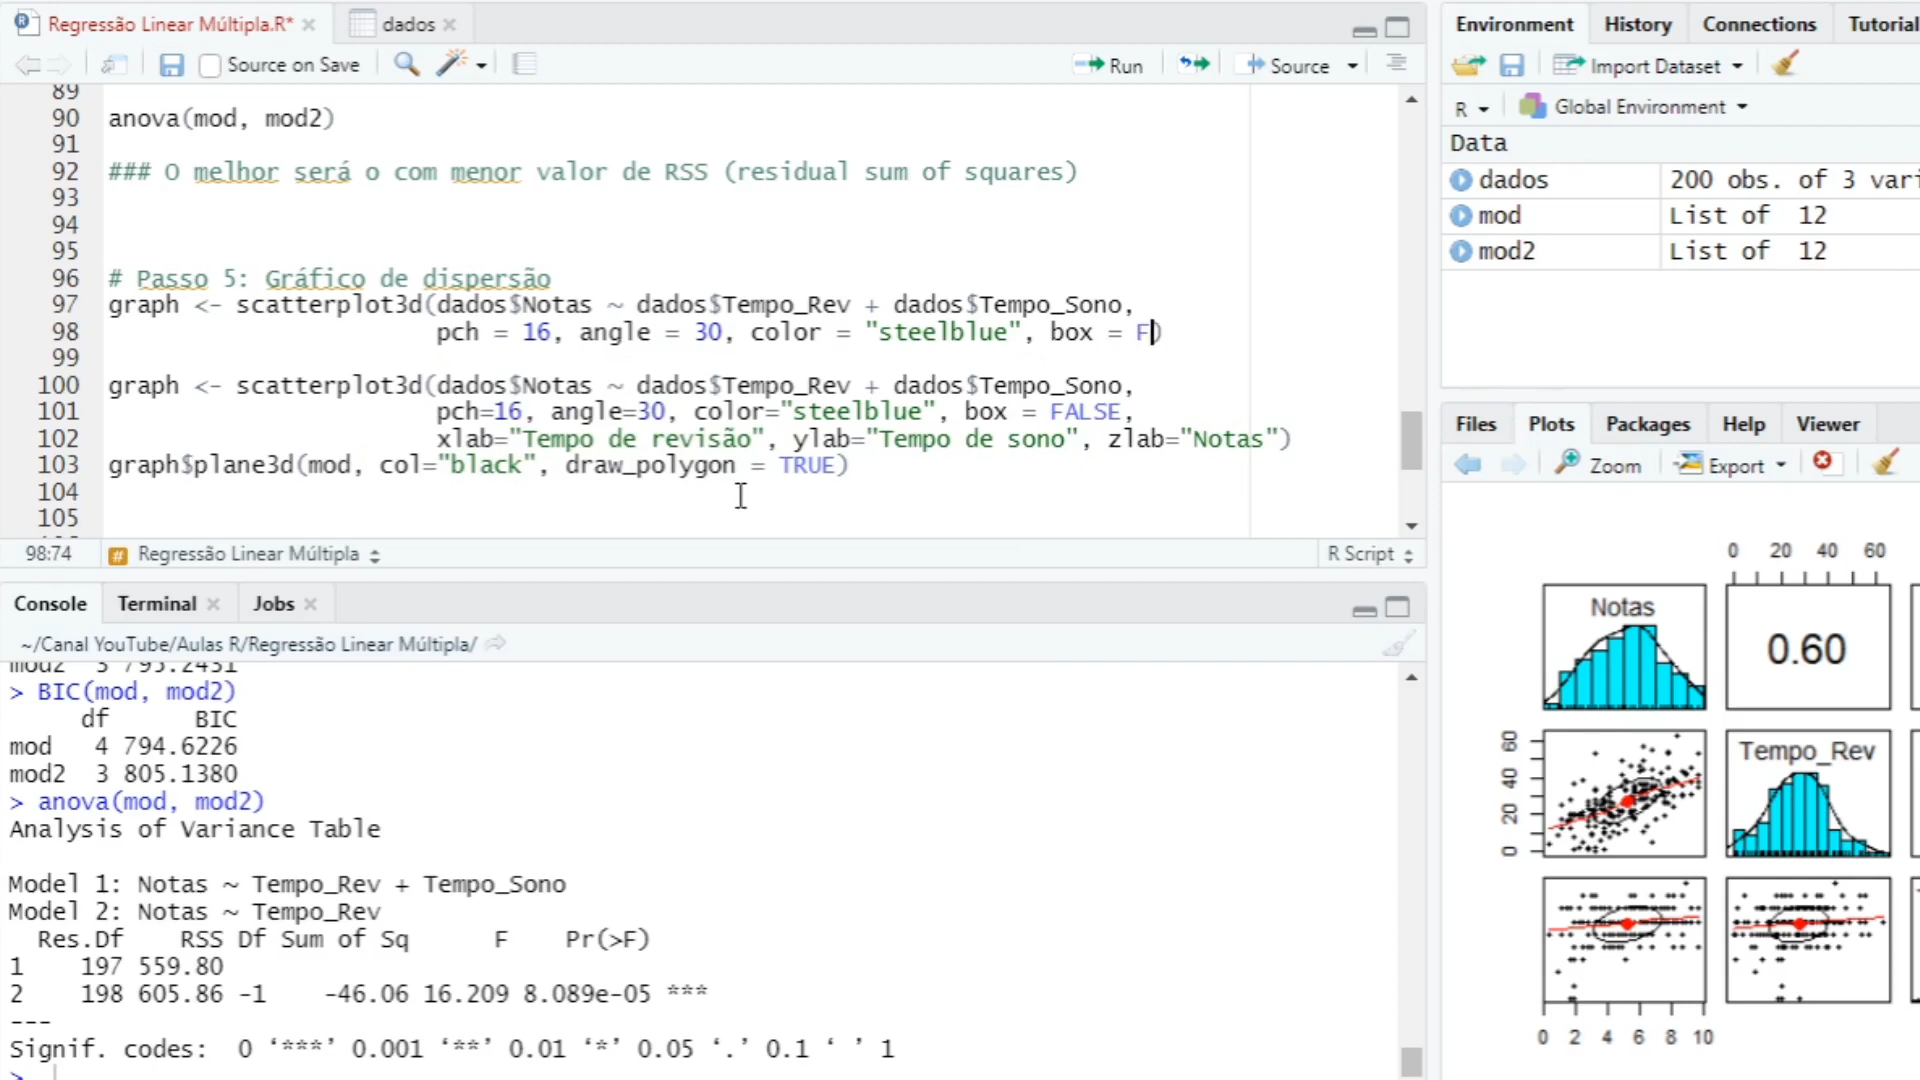 Regressão Linear Múltipla.R*
dados
Source on Save
Run
Source
89
90 anova(mod, mod2)
91
92 ### O melhor será o com menor valor de RSS (residual sum of squares)
93
94
95
96 # Passo 5: Gráfico de dispersão
97 graph <- scatterplot3d(dados$Notas ~ dados$Tempo_Rev + dados$Tempo_Sono,
98 pch = 16, angle = 30, color = "steelblue", box = F)
99
100 graph <- scatterplot3d(dados$Notas ~ dados$Tempo_Rev + dados$Tempo_Sono,
101 pch=16, angle=30, color="steelblue", box = FALSE,
102 xlab="Tempo de revisão", ylab="Tempo de sono", zlab="Notas")
103 graph$plane3d(mod, col="black", draw_polygon = TRUE)
104
105
98:74
# Regressão Linear Múltipla
R Script
Console
Terminal
Jobs
~/Canal YouTube/Aulas R/Regressão Linear Múltipla/
mod2 3 795.2431
> BIC(mod, mod2)
df BIC
mod 4 794.6226
mod2 3 805.1380
> anova(mod, mod2)
Analysis of Variance Table
Model 1: Notas ~ Tempo_Rev + Tempo_Sono
Model 2: Notas ~ Tempo_Rev
Res.Df RSS Df Sum of Sq F Pr(>F)
1 197 559.80
2 198 605.86 -1 -46.06 16.209 8.089e-05 ***
---
Signif. codes: 0 ‘***’ 0.001 ‘**’ 0.01 ‘*’ 0.05 ‘.’ 0.1 ‘ ’ 1
>
Environment
History
Connections
Tutorial
Import Dataset
R
Global Environment
Data
dados 200 obs. of 3 vari
mod List of 12
mod2 List of 12
Files
Plots
Packages
Help
Viewer
Zoom
Export
0 20 40 60
Notas
0.60
60
40
20
0
Tempo_Rev
0 2 4 6 8 10